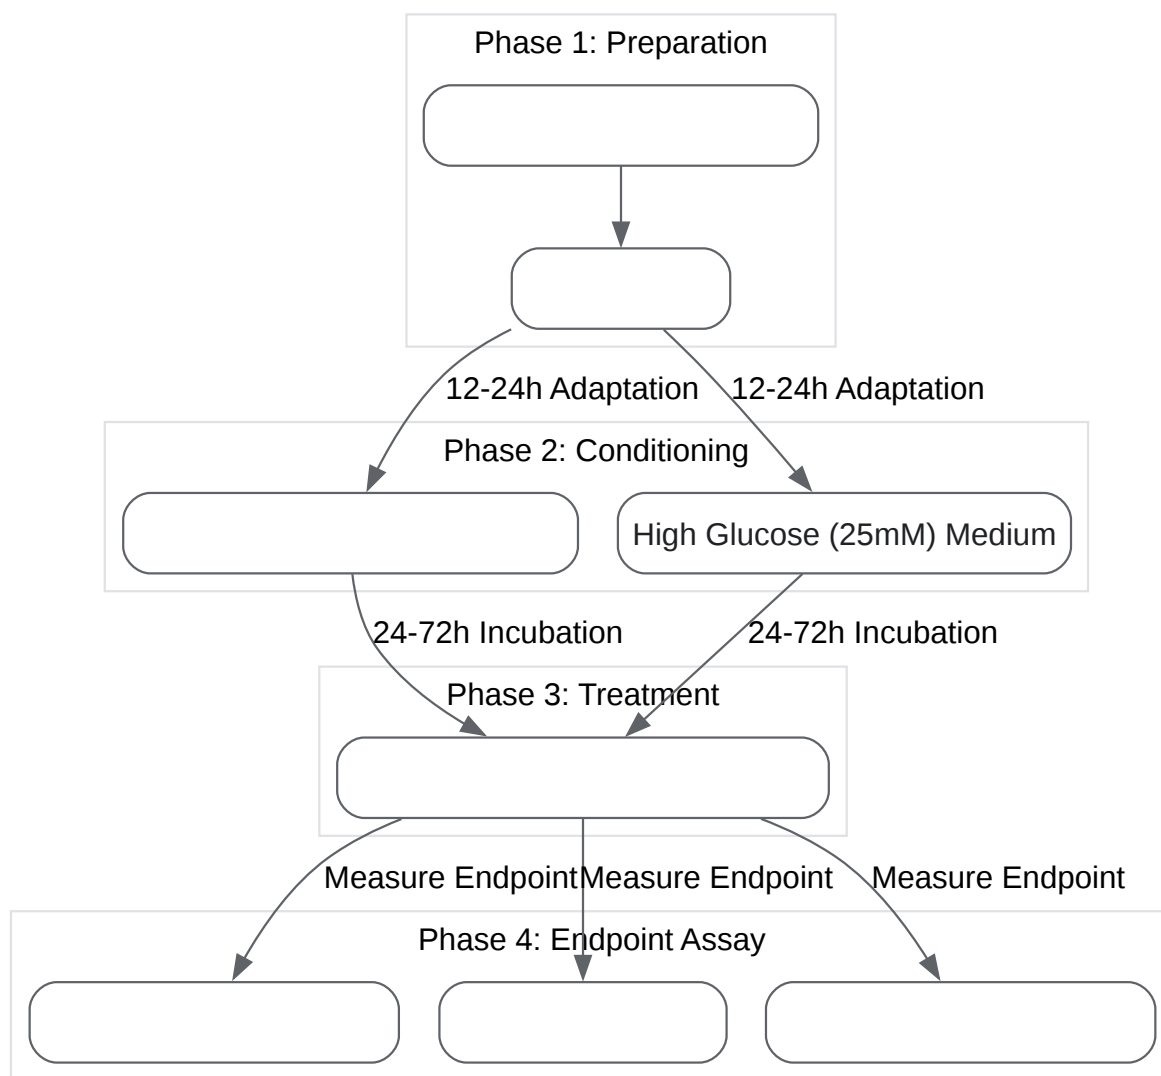 Phase 1: Preparation
12-24h Adaptation
12-24h Adaptation
Phase 2: Conditioning
High Glucose (25mM) Medium
24-72h Incubation
24-72h Incubation
Phase 3: Treatment
Measure Endpoint
Measure Endpoint
Measure Endpoint
Phase 4: Endpoint Assay